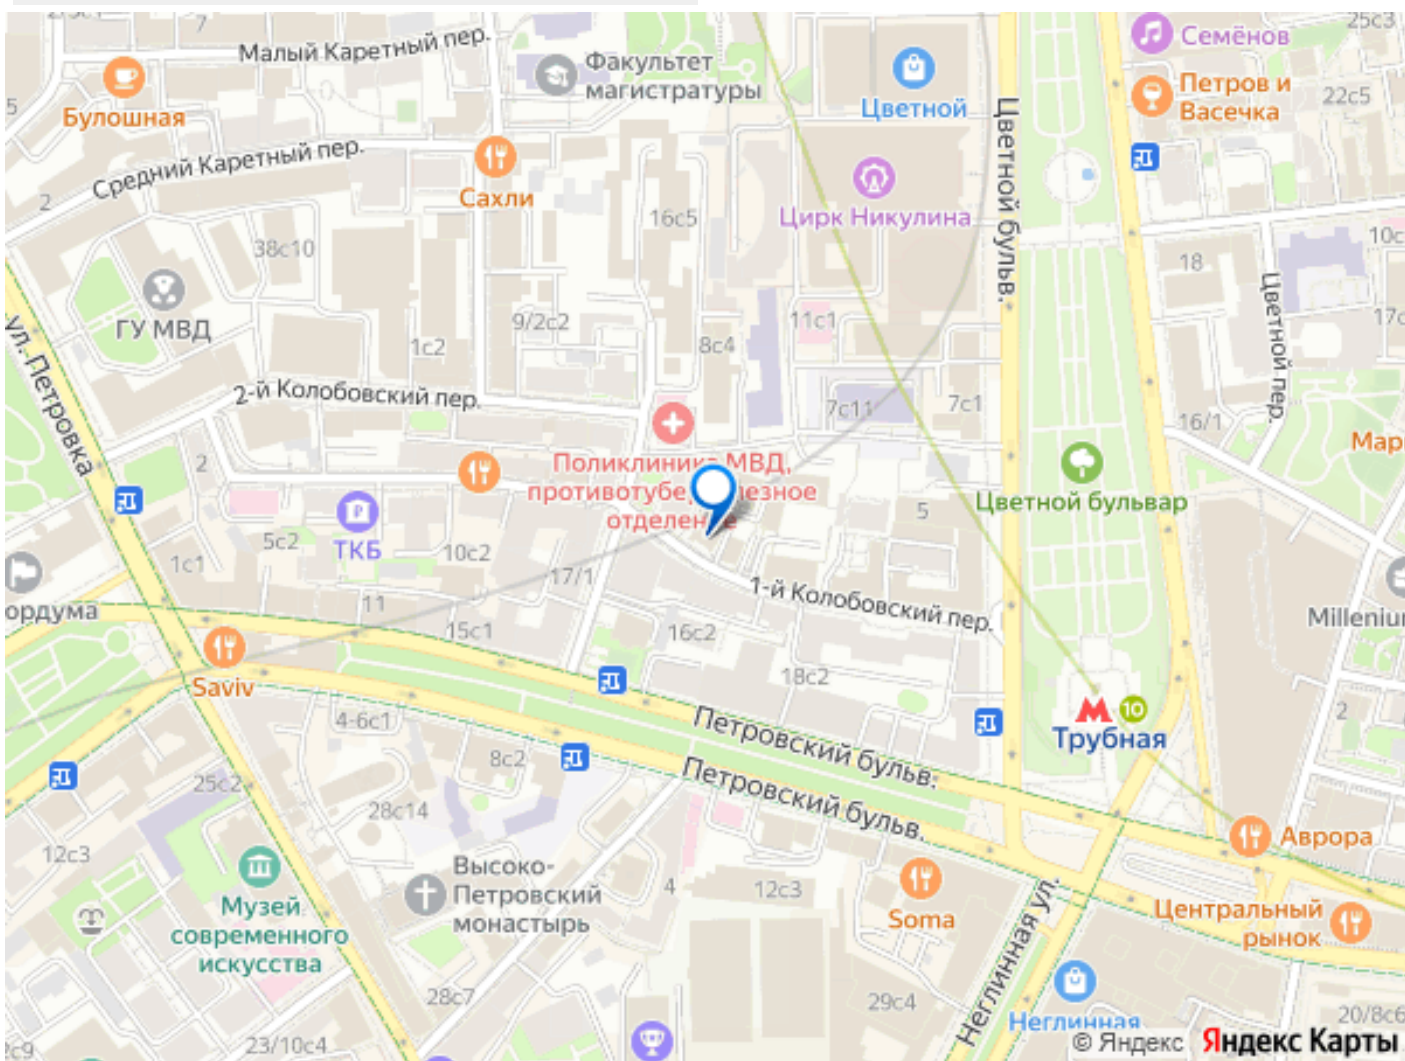 25с3
7
Малый Каретный пер.
Семёнов
Факультет
магистратуры
Цветной
Петров и
Васечка
22с5
5
Булошная
Цветной бульв.
Средний Каретный пер.
2
Сахли
16с5
Цирк Никулина
10с
38с10
18
ГУ МВД
Цветной пер.
17с
ул. Петровка
9/2с2
11с1
1с2
8с4
2-й Колобовский пер.
7с11
7с1
16/1
2
Поликлиника МВД,
Цветной бульвар
5
ТКБ
5с2
10с2
1с1
17/1
ордума
11
1-й Колобовский пер.
15с1
16с2
Saviv
18с2
4-6с1
10
Трубная
2
Петровский бульв.
8с2
Петровский бульв.
25с2
28с14
Аврора
12с3
Высоко-
Петровский
монастырь
4
12с3
Музей
современного
искусства
Soma
Центральный
рынок
Неглинная ул.
28с7
29с4
Неглинная
20/8с6
23/10с4
© Яндекс Яндекс Карты